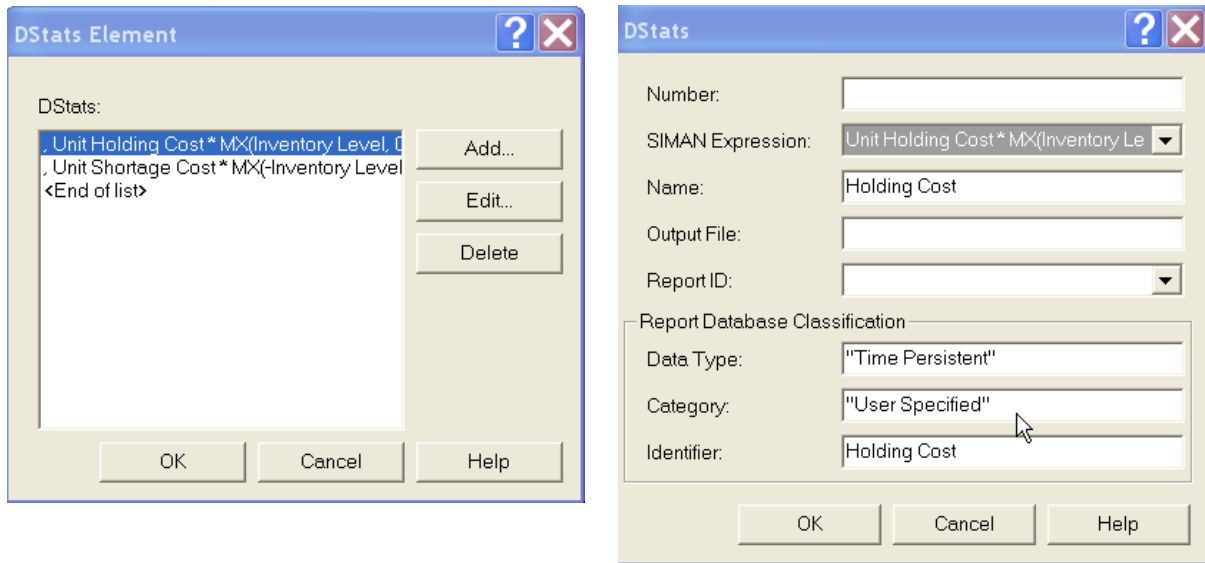 DStats Element
DStats:
, Unit Holding Cost * MX(Inventory Level, 0
, Unit Shortage Cost * MX(-Inventory Level
<End of list>
Add...
Edit...
Delete
OK
Cancel
Help
DStats
Number:
SIMAN Expression:
Unit Holding Cost * MX(Inventory Le
Name:
Holding Cost
Output File:
Report ID:
Report Database Classification
Data Type:
"Time Persistent"
Category:
"User Specified"
Identifier:
Holding Cost
OK
Cancel
Help